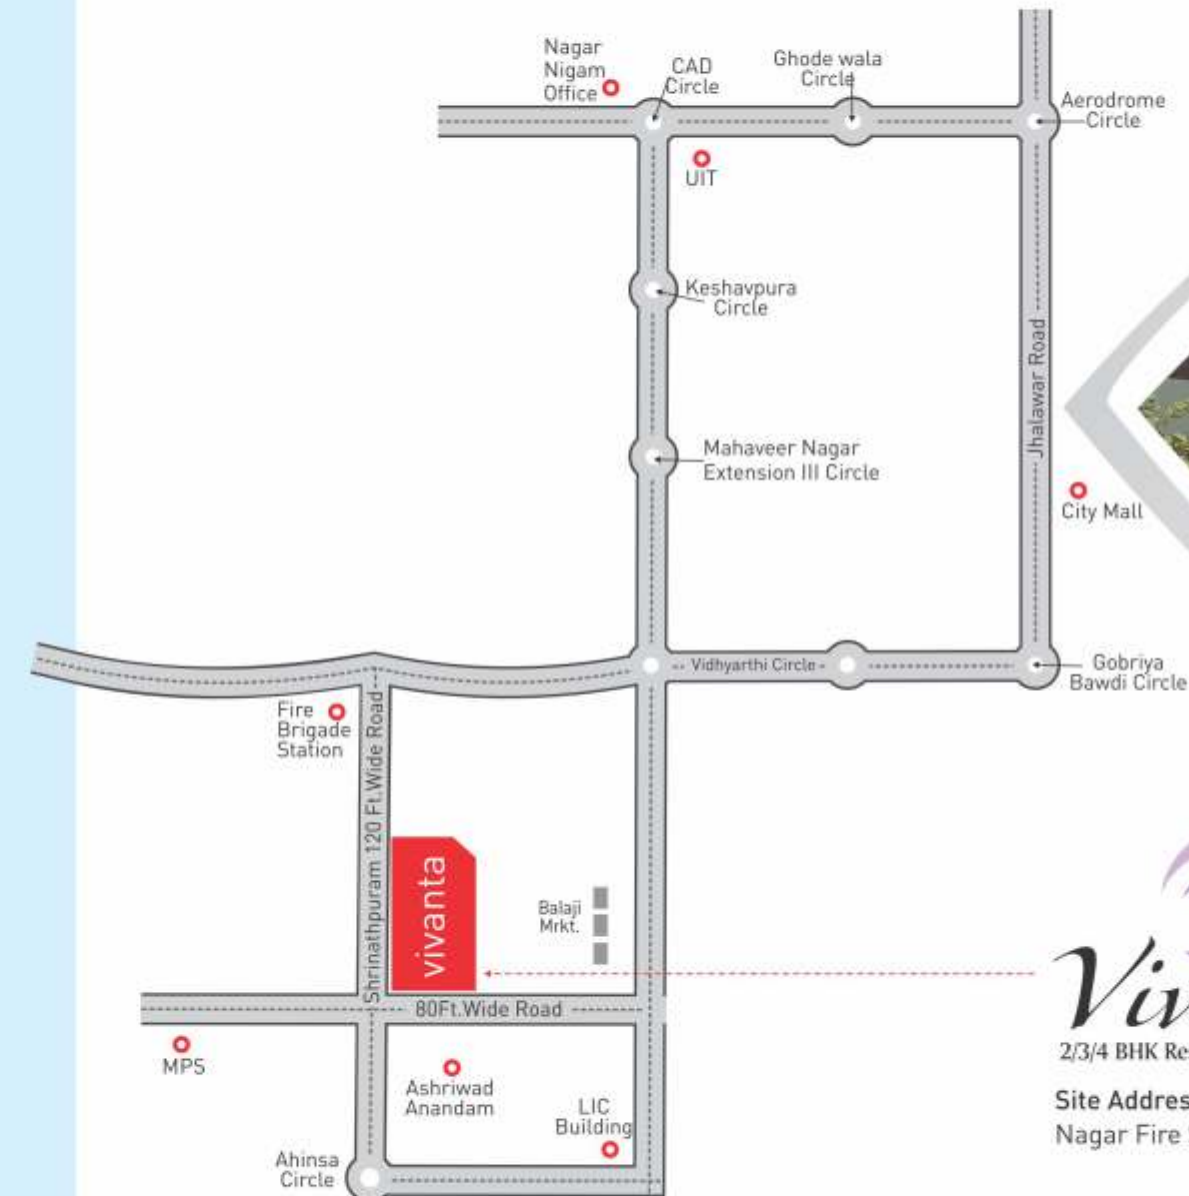 Nagar
Nigam
Office
CAD
Circle
Ghode wala
Circle
Aerodrome
Circle
UIT
Keshavpura
Circle
Jhalawar Road
Mahaveer Nagar
Extension III Circle
City Mall
Vidhyarthi Circle
Gobriya
Bawdi Circle
Fire
Brigade
Station
Shrinathpuram 120 Ft.Wide Road
vivanta
Balaji
Mrkt.
80Ft.Wide Road
MPS
Ashriwad
Anandam
LIC
Building
Ahinsa
Circle
Viv
2/3/4 BHK Re
Site Addres
Nagar Fire